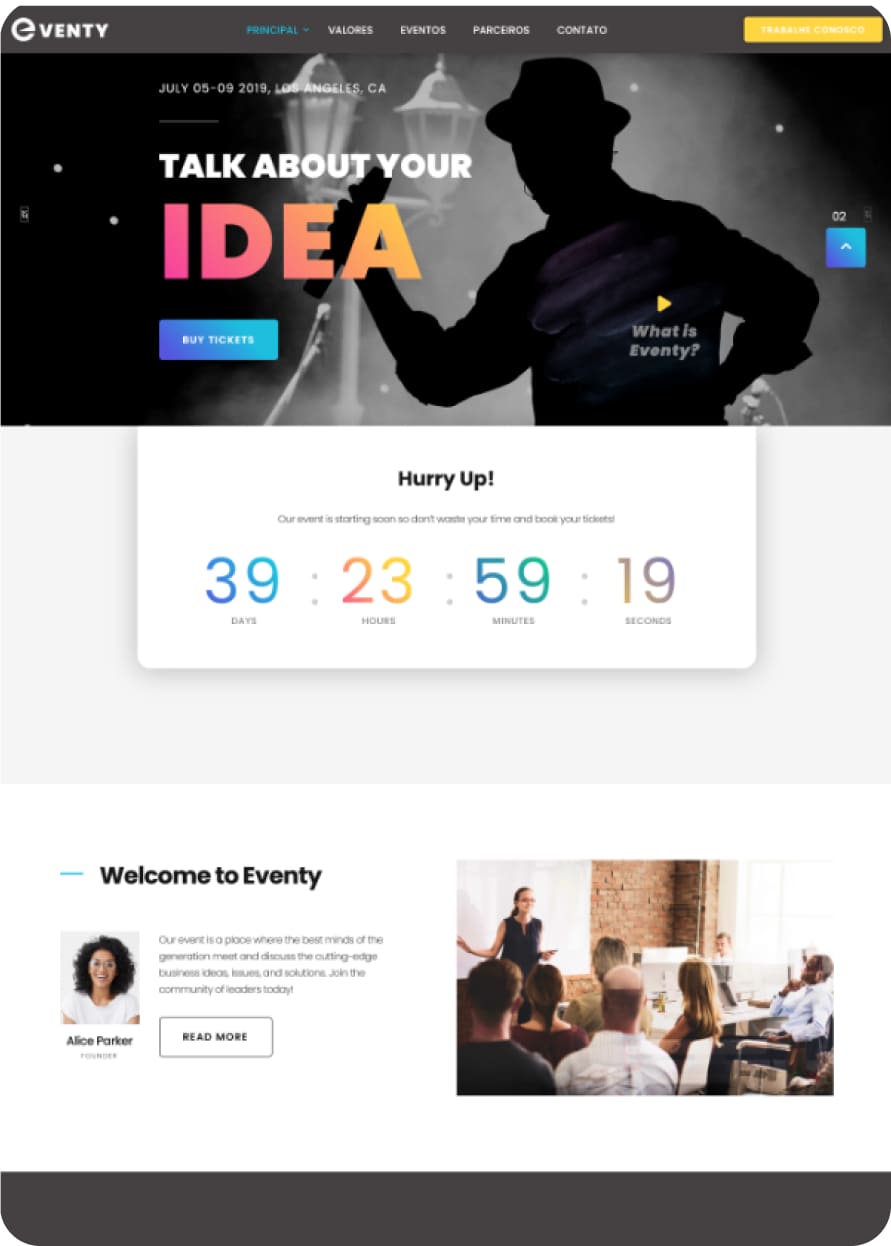 eVENTY
PRINCIPAL
VALORES
EVENTOS
PARCEIROS
CONTATO
TRABALHE CONOSCO
JULY 05-09 2019, LOS ANGELES, CA
TALK ABOUT YOUR
IDEA
02
BUY TICKETS
What is
Eventy?
Hurry Up!
Our event is starting soon so don't waste your time and book your tickets!
39 : 23 : 59 : 19
DAYS HOURS MINUTES SECONDS
Welcome to Eventy
Our event is a place where the best minds of the
generation meet and discuss the cutting-edge
business ideas, issues, and solutions. Join the
community of leaders today!
READ MORE
Alice Parker
FOUNDER